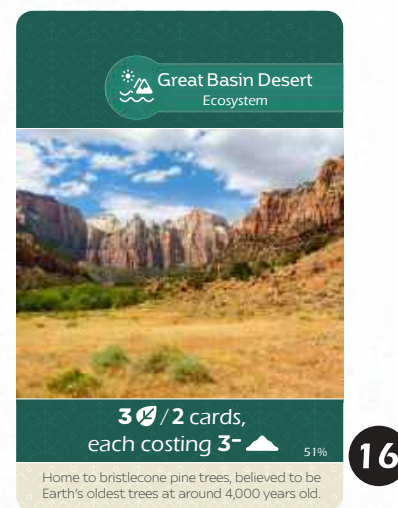 Great Basin Desert
Ecosystem
3 / 2 cards,
each costing 3-
51%
16
Home to bristlecone pine trees, believed to be
Earth's oldest trees at around 4,000 years old.